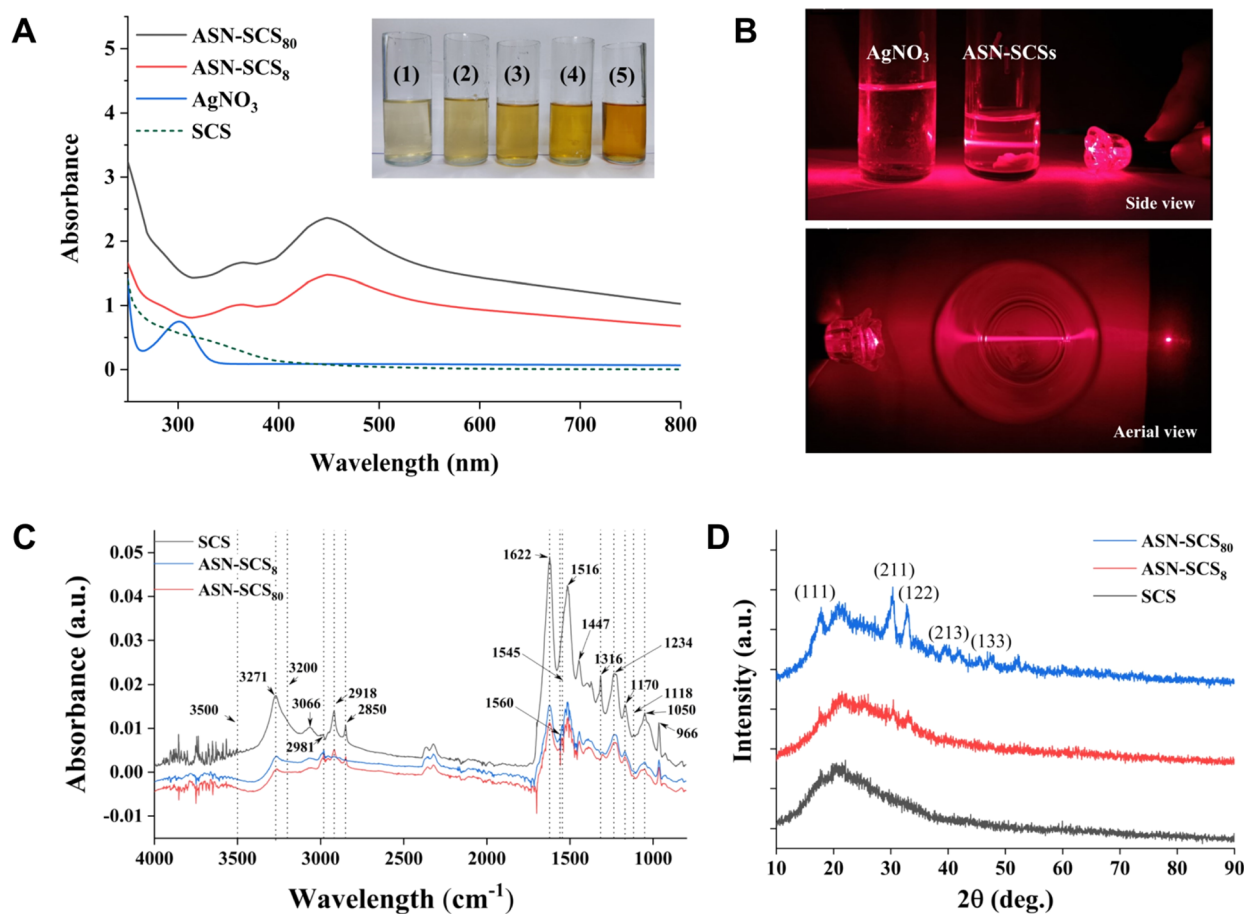 A
ASN-SCS₈₀
ASN-SCS₈
AgNO₃
SCS
(1) (2) (3) (4) (5)
5
4
3
2
1
0
Absorbance
300 400 500 600 700 800
Wavelength (nm)
B
AgNO₃ ASN-SCSs
Side view
Aerial view
C
SCS
ASN-SCS₈
ASN-SCS₈₀
0.05
0.04
0.03
0.02
0.01
0.00
-0.01
Absorbance (a.u.)
3500
3271
3200
3066
2981
2918
2850
1622
1560
1545
1516
1447
1316
1234
1170
1118
1050
966
4000 3500 3000 2500 2000 1500 1000
Wavelength (cm⁻¹)
D
ASN-SCS₈₀
ASN-SCS₈
SCS
(111)
(211)
(122)
(213)
(133)
Intensity (a.u.)
10 20 30 40 50 60 70 80 90
2θ (deg.)